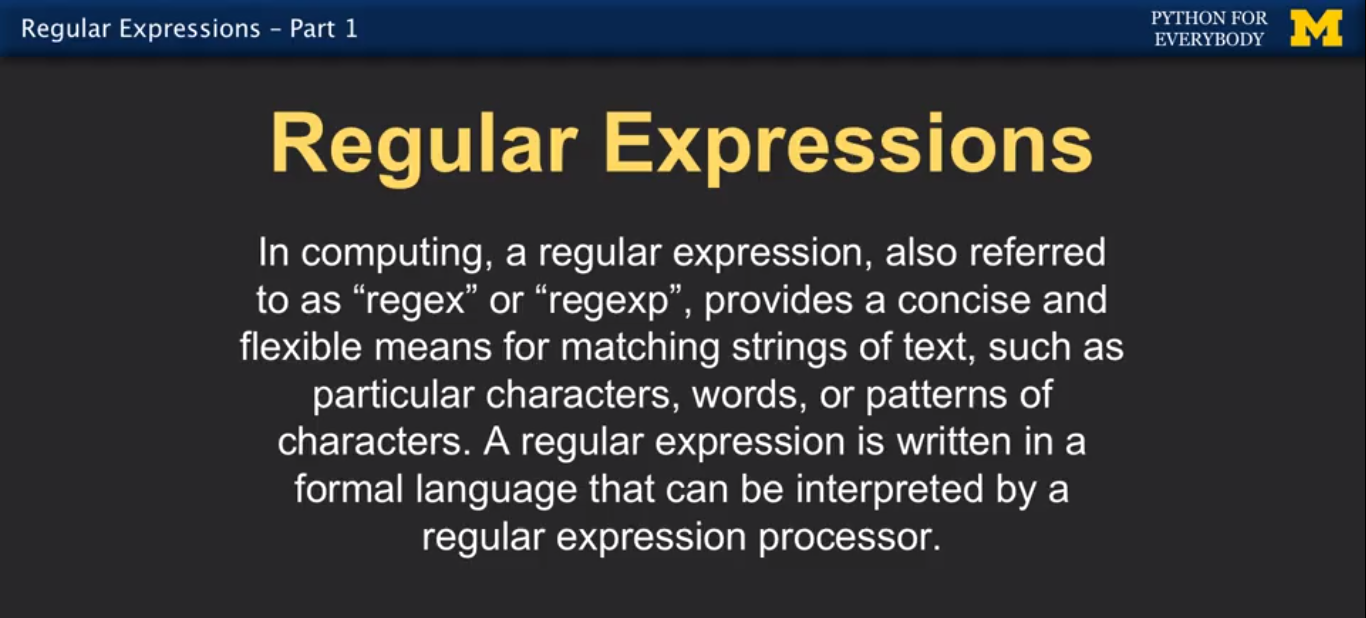 Regular Expressions – Part 1
PYTHON FOR
EVERYBODY
M
Regular Expressions
In computing, a regular expression, also referred
to as “regex” or “regexp”, provides a concise and
flexible means for matching strings of text, such as
particular characters, words, or patterns of
characters. A regular expression is written in a
formal language that can be interpreted by a
regular expression processor.